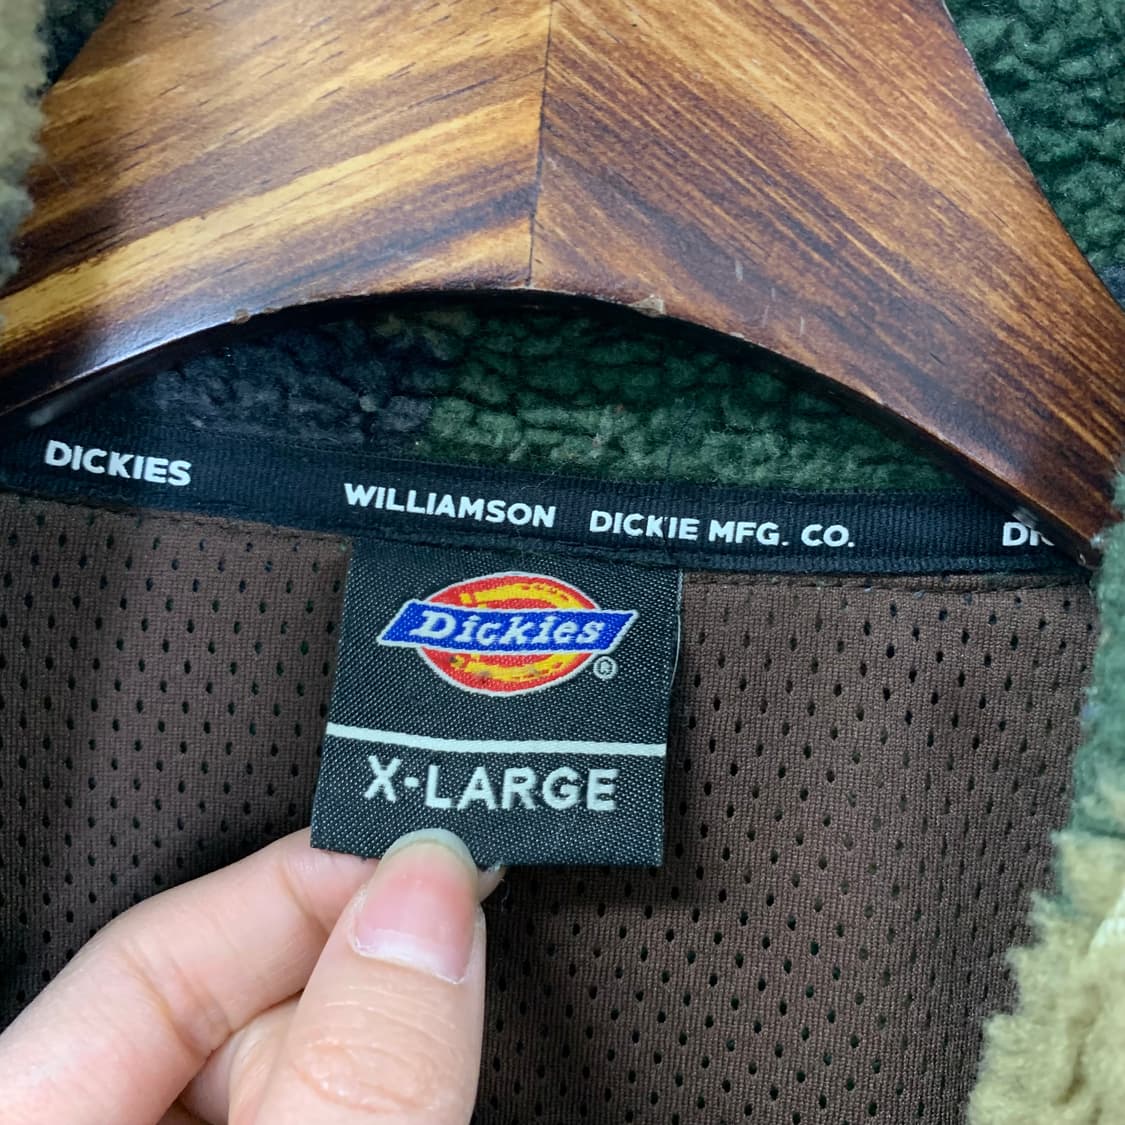 DICKIES WILLIAMSON DICKIE MFG. CO.
Dickies ®
X-LARGE